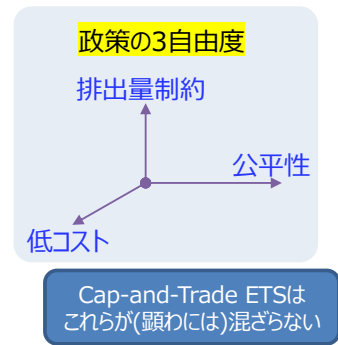 政策の3自由度
排出量制約
公平性
低コスト
Cap-and-Trade ETSは
これらが(顕わには)混ざらない